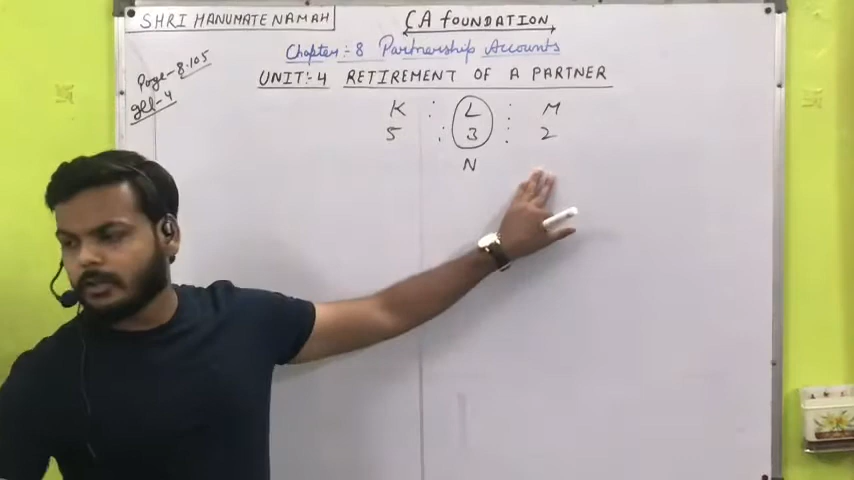 SHRI HANUMATE NAMAH
CA FOUNDATION
Chapter:- 8 Partnership Accounts
Page-8.105
UNIT:-4 RETIREMENT OF A PARTNER
K : L : M
5 : 3 : 2
N